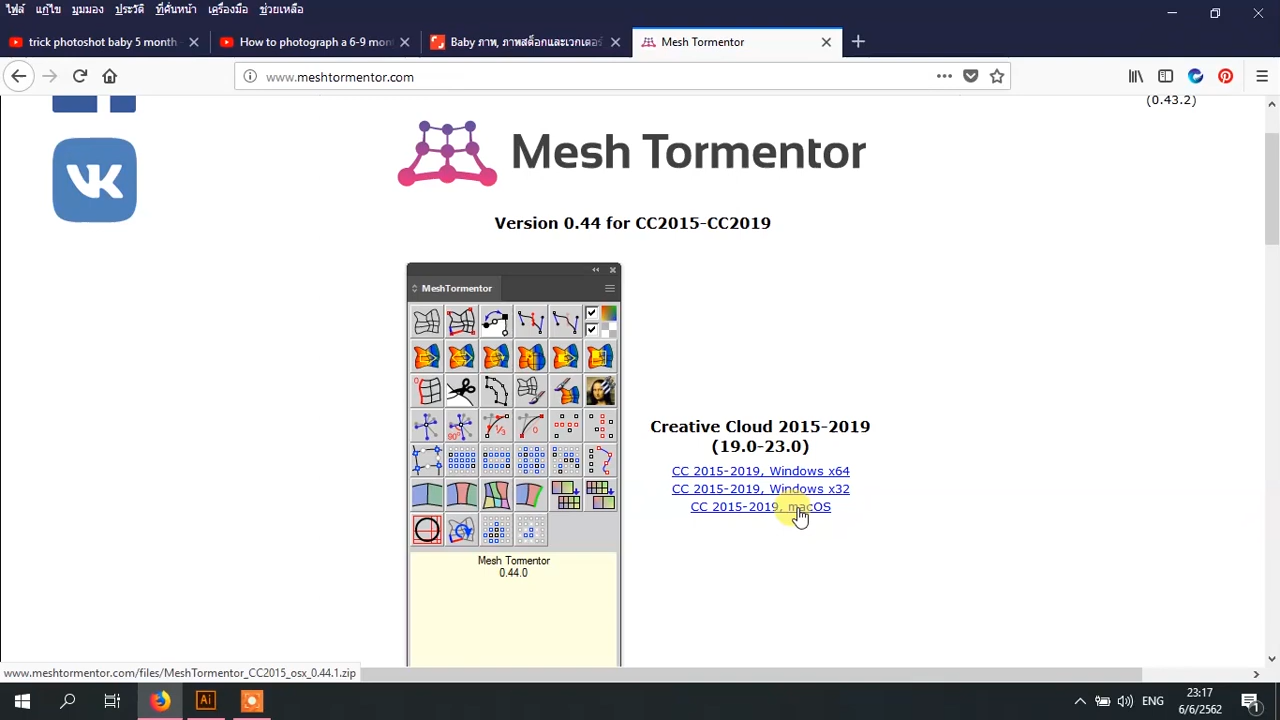 ไฟล์ แก้ไข มุมมอง ประวัติ ที่คั่นหน้า เครื่องมือ ช่วยเหลือ
trick photoshot baby 5 month
How to photograph a 6-9 mon
Baby ภาพ, ภาพสต็อกและเวกเตอร์
Mesh Tormentor
www.meshtormentor.com
(0.43.2)
Mesh Tormentor
Version 0.44 for CC2015-CC2019
MeshTormentor
Creative Cloud 2015-2019
(19.0-23.0)
CC 2015-2019, Windows x64
CC 2015-2019, Windows x32
CC 2015-2019, macOS
Mesh Tormentor
0.44.0
www.meshtormentor.com/files/MeshTormentor_CC2015_osx_0.44.1.zip
ENG
23:17
6/6/2562